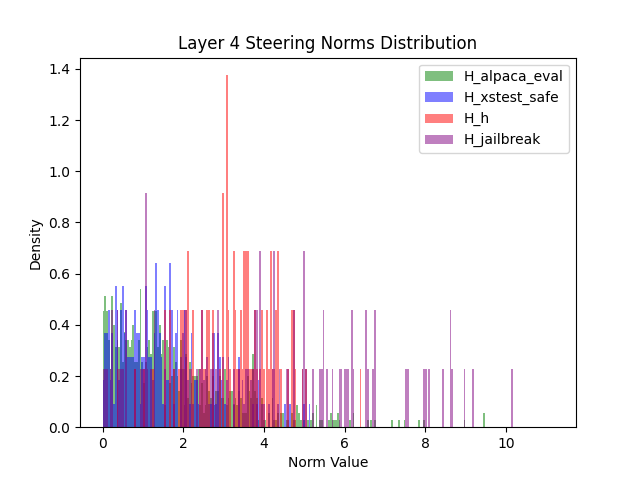 Layer 4 Steering Norms Distribution
H_alpaca_eval
H_xstest_safe
H_h
H_jailbreak
Density
1.4
1.2
1.0
0.8
0.6
0.4
0.2
0.0
0 2 4 6 8 10
Norm Value